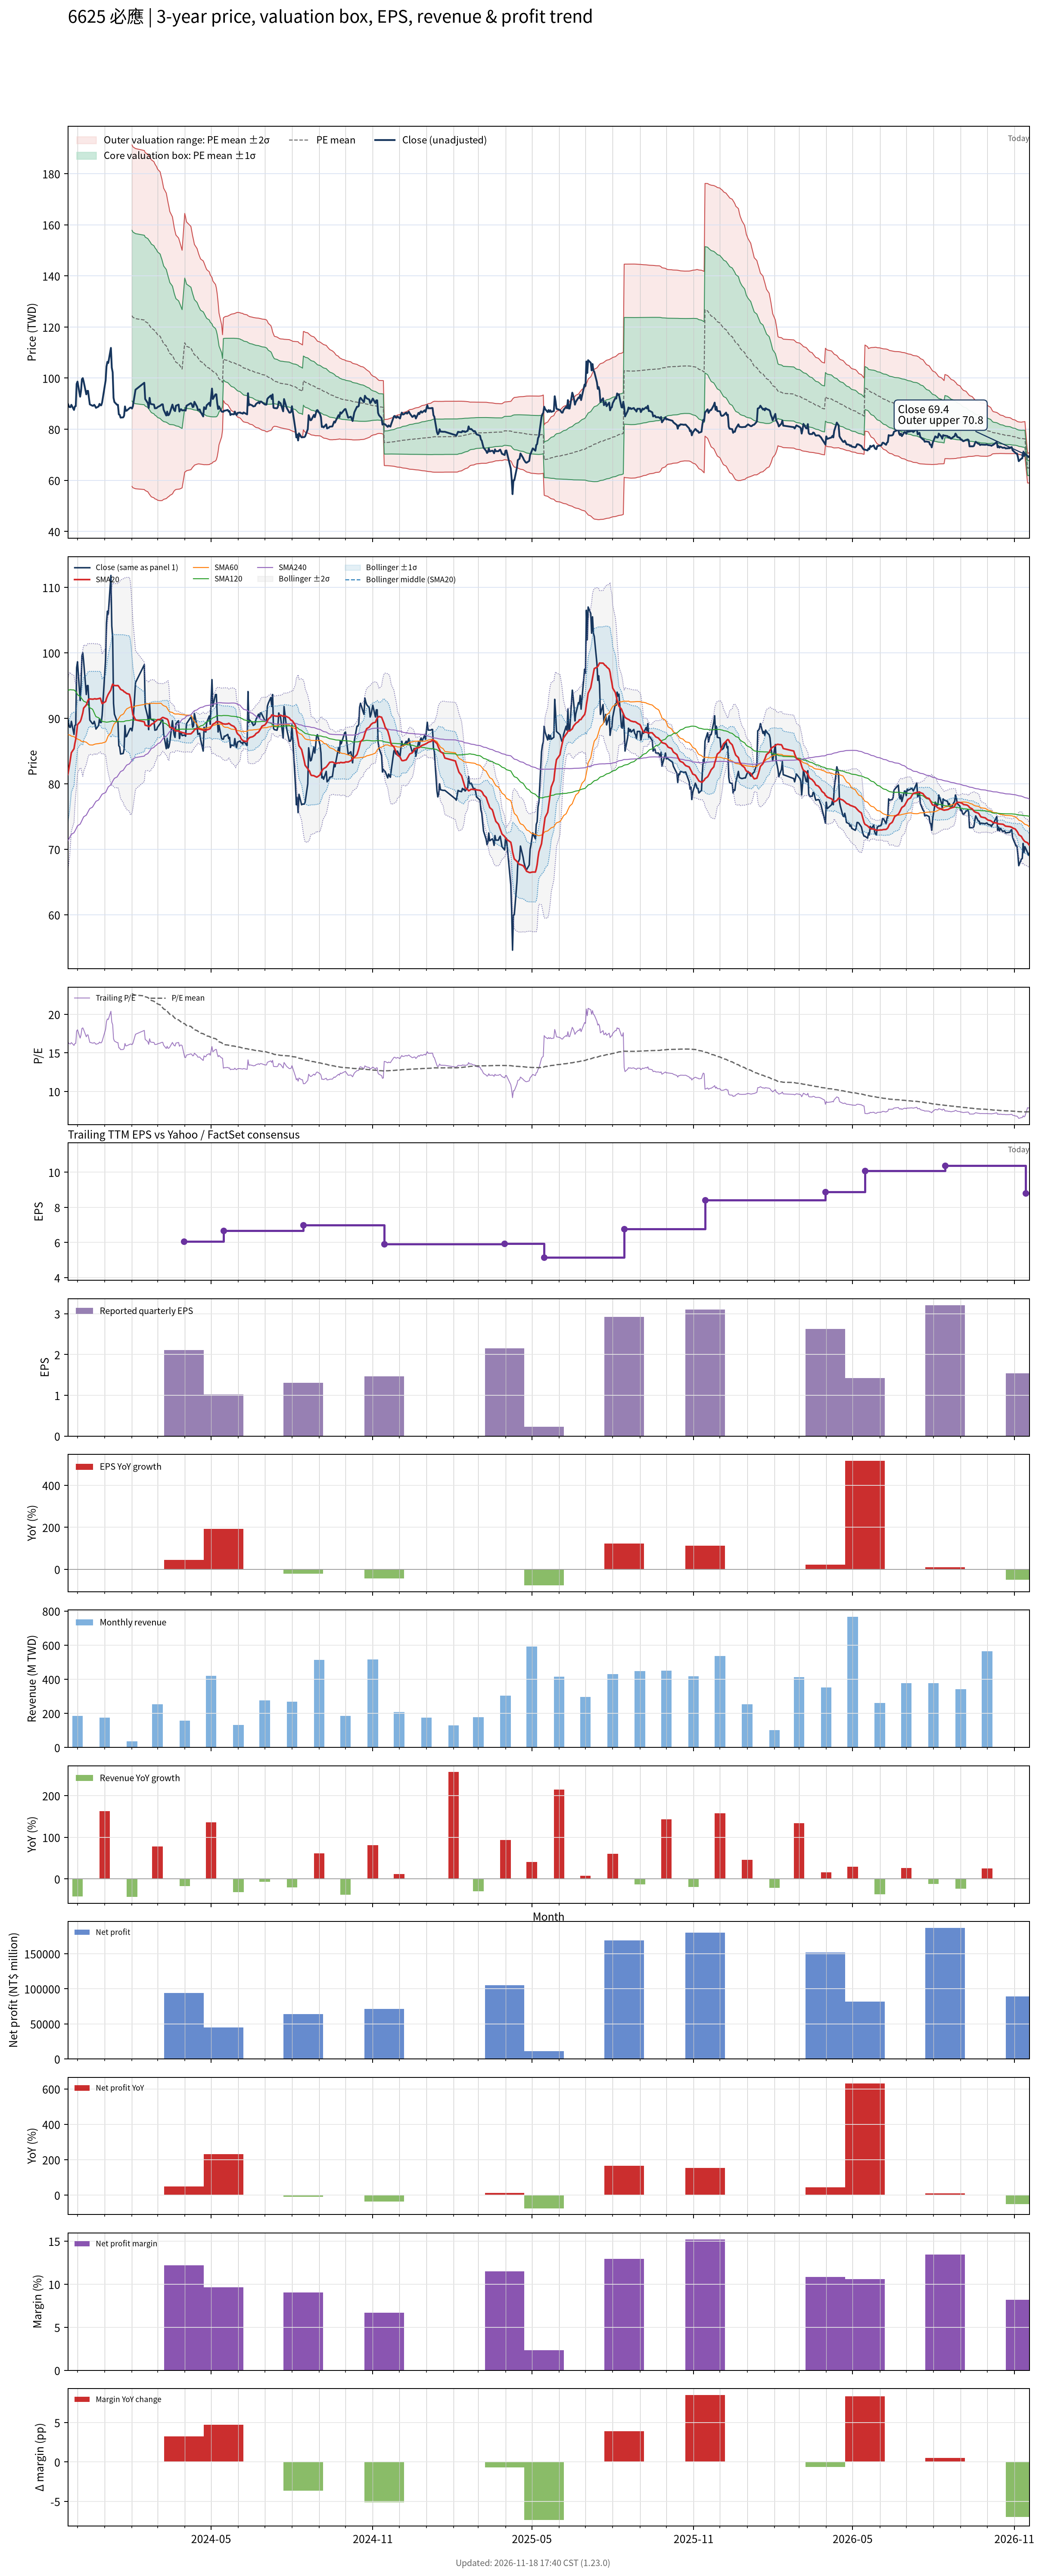 6625 必應 | 3-year price, valuation box, EPS, revenue & profit trend
Outer valuation range: PE mean ±2σ
Core valuation box: PE mean ±1σ
PE mean
Close (unadjusted)
Today
Price (TWD)
180
160
140
120
100
80
60
40
Close 69.4
Outer upper 70.8
Close (same as panel 1)
SMA20
SMA60
SMA120
SMA240
Bollinger ±2σ
Bollinger ±1σ
Bollinger middle (SMA20)
Price
110
100
90
80
70
60
Trailing P/E
P/E mean
P/E
20
15
10
Trailing TTM EPS vs Yahoo / FactSet consensus
Today
EPS
10
8
6
4
Reported quarterly EPS
EPS
3
2
1
0
EPS YoY growth
YoY (%)
400
200
0
Monthly revenue
Revenue (M TWD)
800
600
400
200
0
Revenue YoY growth
YoY (%)
200
100
0
Month
Net profit
Net profit (NT$ million)
150000
100000
50000
0
Net profit YoY
YoY (%)
600
400
200
0
Net profit margin
Margin (%)
15
10
5
0
Margin YoY change
Δ margin (pp)
5
0
-5
2024-05
2024-11
2025-05
2025-11
2026-05
2026-11
Updated: 2026-11-18 17:40 CST (1.23.0)